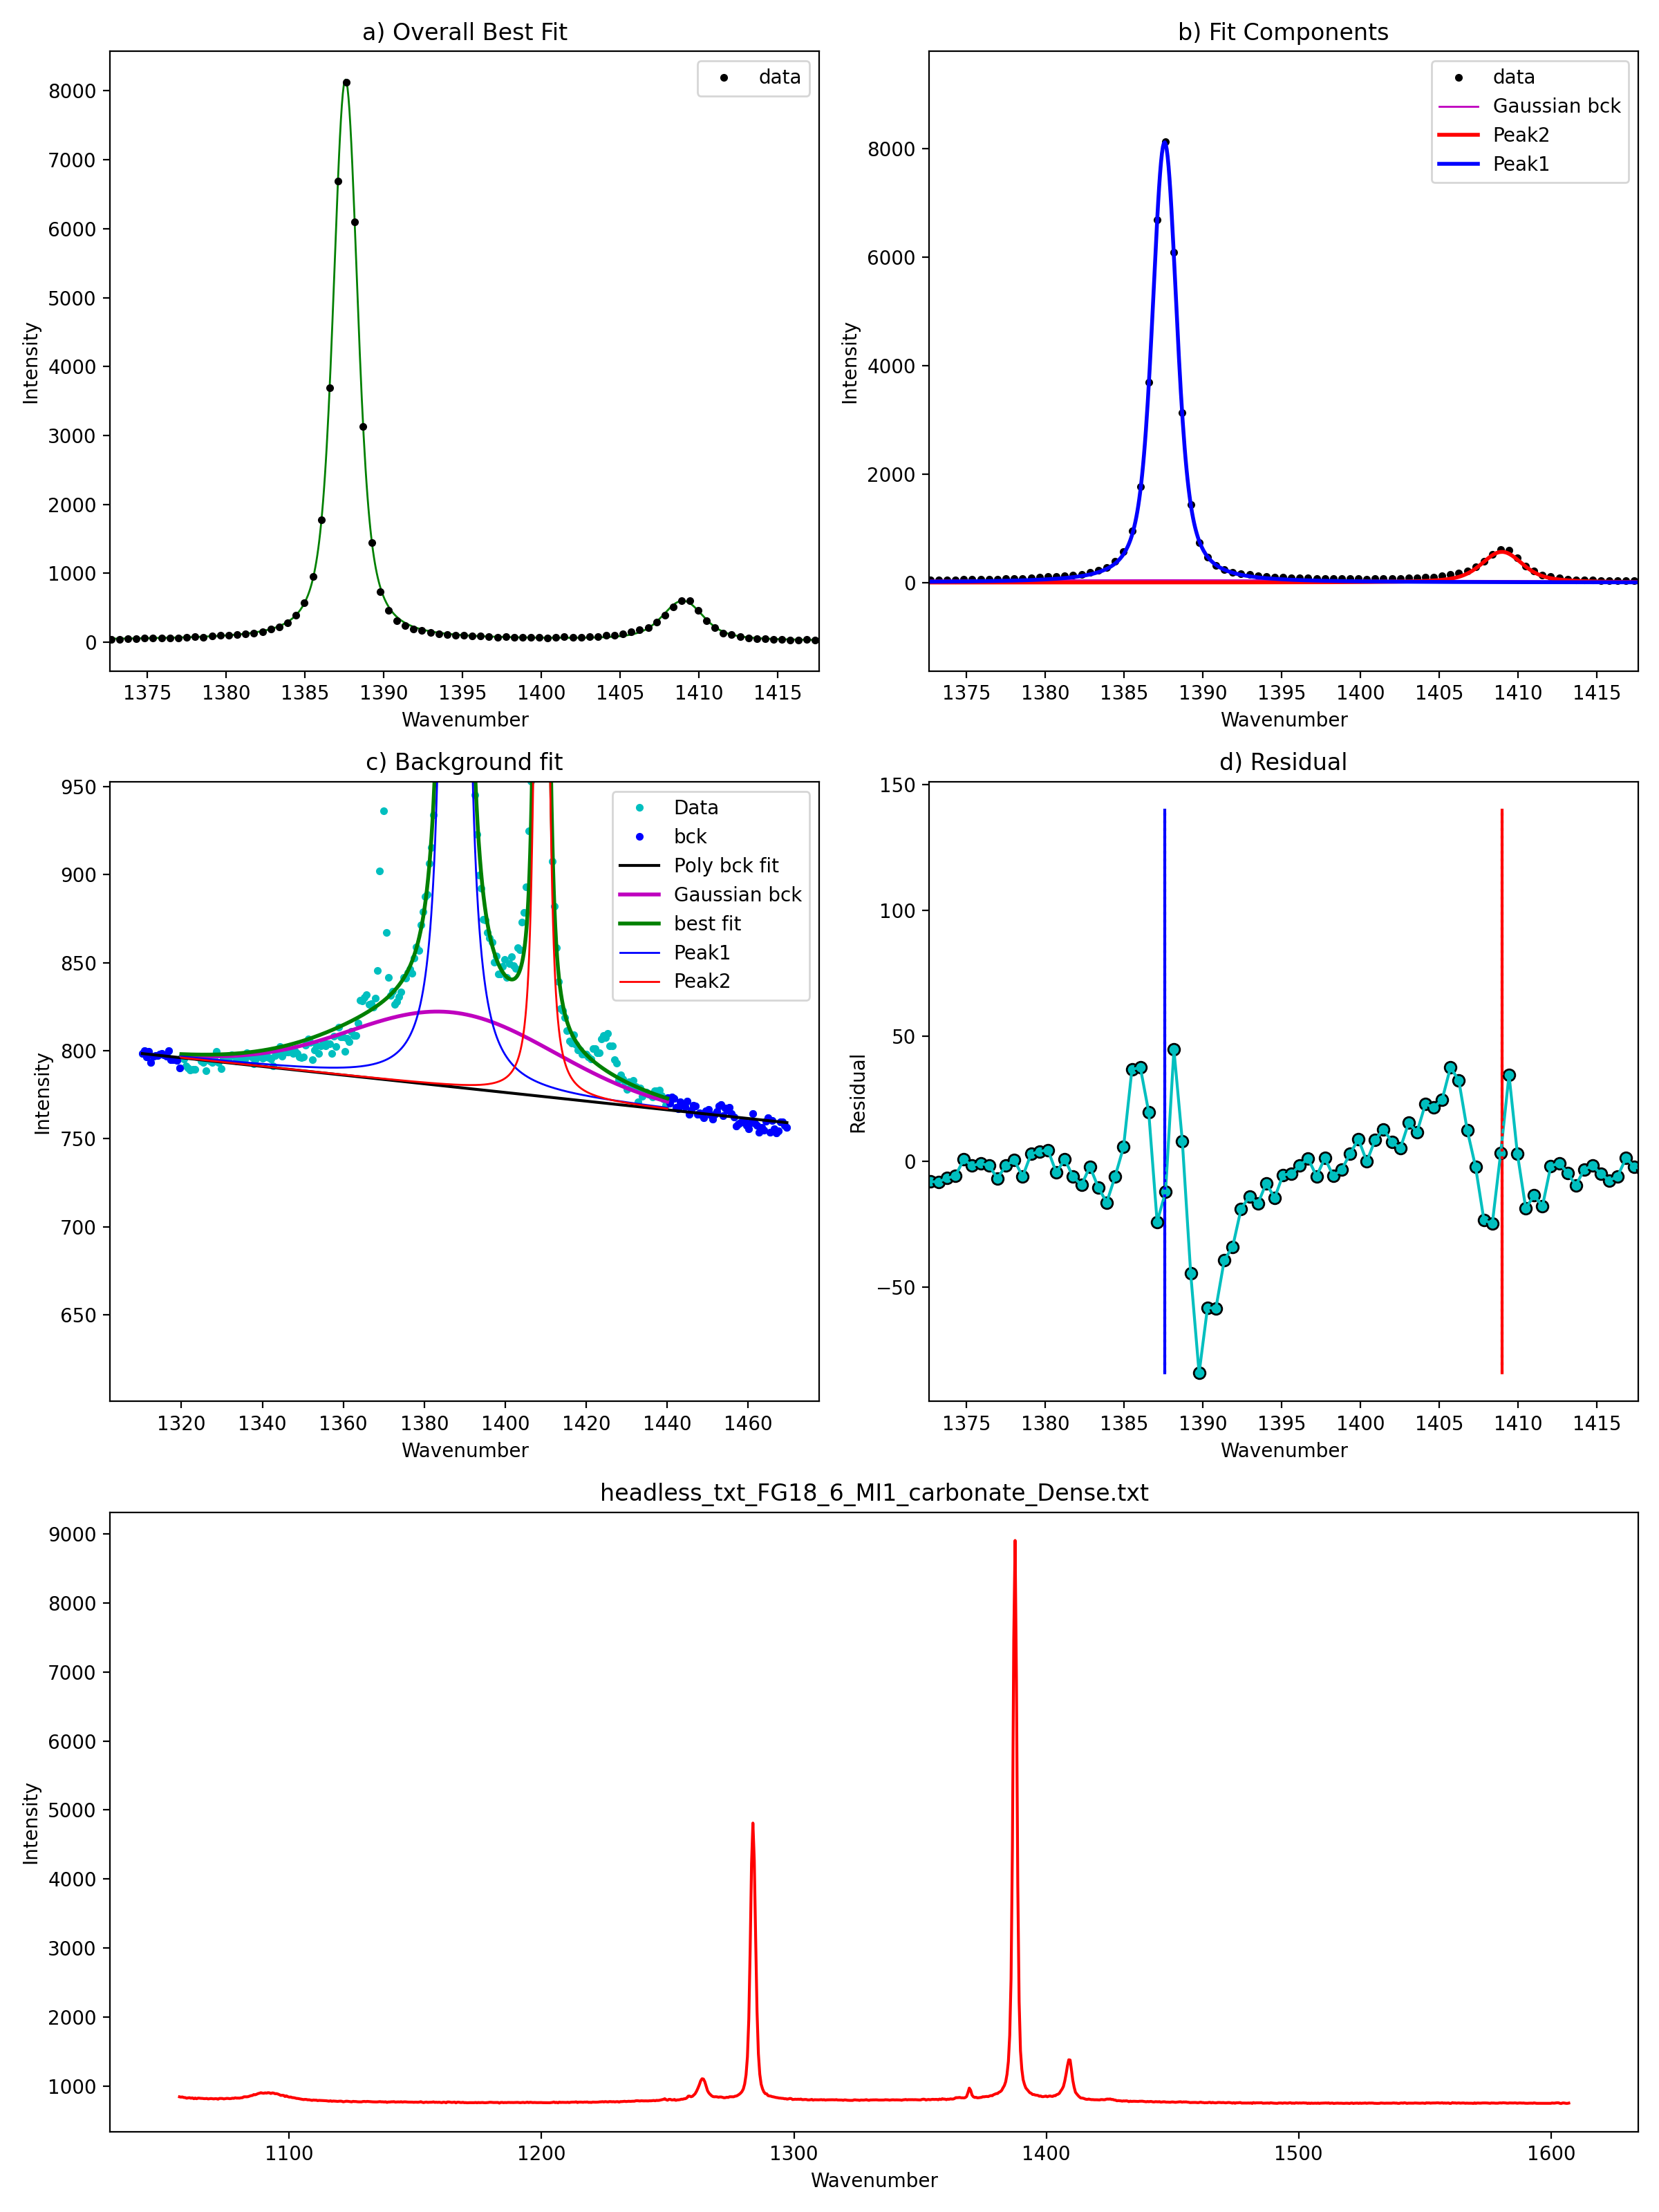 a) Overall Best Fit
8000
7000
6000
5000
4000
3000
2000
1000
0
Intensity
data
1375 1380 1385 1390 1395 1400 1405 1410 1415
Wavenumber
b) Fit Components
8000
6000
4000
2000
0
Intensity
data
Gaussian bck
Peak2
Peak1
1375 1380 1385 1390 1395 1400 1405 1410 1415
Wavenumber
c) Background fit
950
900
850
800
750
700
650
Intensity
Data
bck
Poly bck fit
Gaussian bck
best fit
Peak1
Peak2
1320 1340 1360 1380 1400 1420 1440 1460
Wavenumber
d) Residual
150
100
50
0
−50
Residual
1375 1380 1385 1390 1395 1400 1405 1410 1415
Wavenumber
headless_txt_FG18_6_MI1_carbonate_Dense.txt
9000
8000
7000
6000
5000
4000
3000
2000
1000
Intensity
1100 1200 1300 1400 1500 1600
Wavenumber